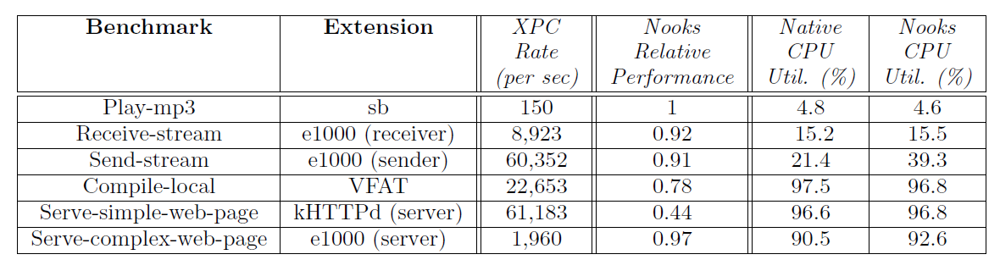 Benchmark Extension XPC Nooks Native Nooks
Rate Relative CPU CPU
(per sec) Performance Util. (%) Util. (%)
Play-mp3 sb 150 1 4.8 4.6
Receive-stream e1000 (receiver) 8,923 0.92 15.2 15.5
Send-stream e1000 (sender) 60,352 0.91 21.4 39.3
Compile-local VFAT 22,653 0.78 97.5 96.8
Serve-simple-web-page kHTTPd (server) 61,183 0.44 96.6 96.8
Serve-complex-web-page e1000 (server) 1,960 0.97 90.5 92.6